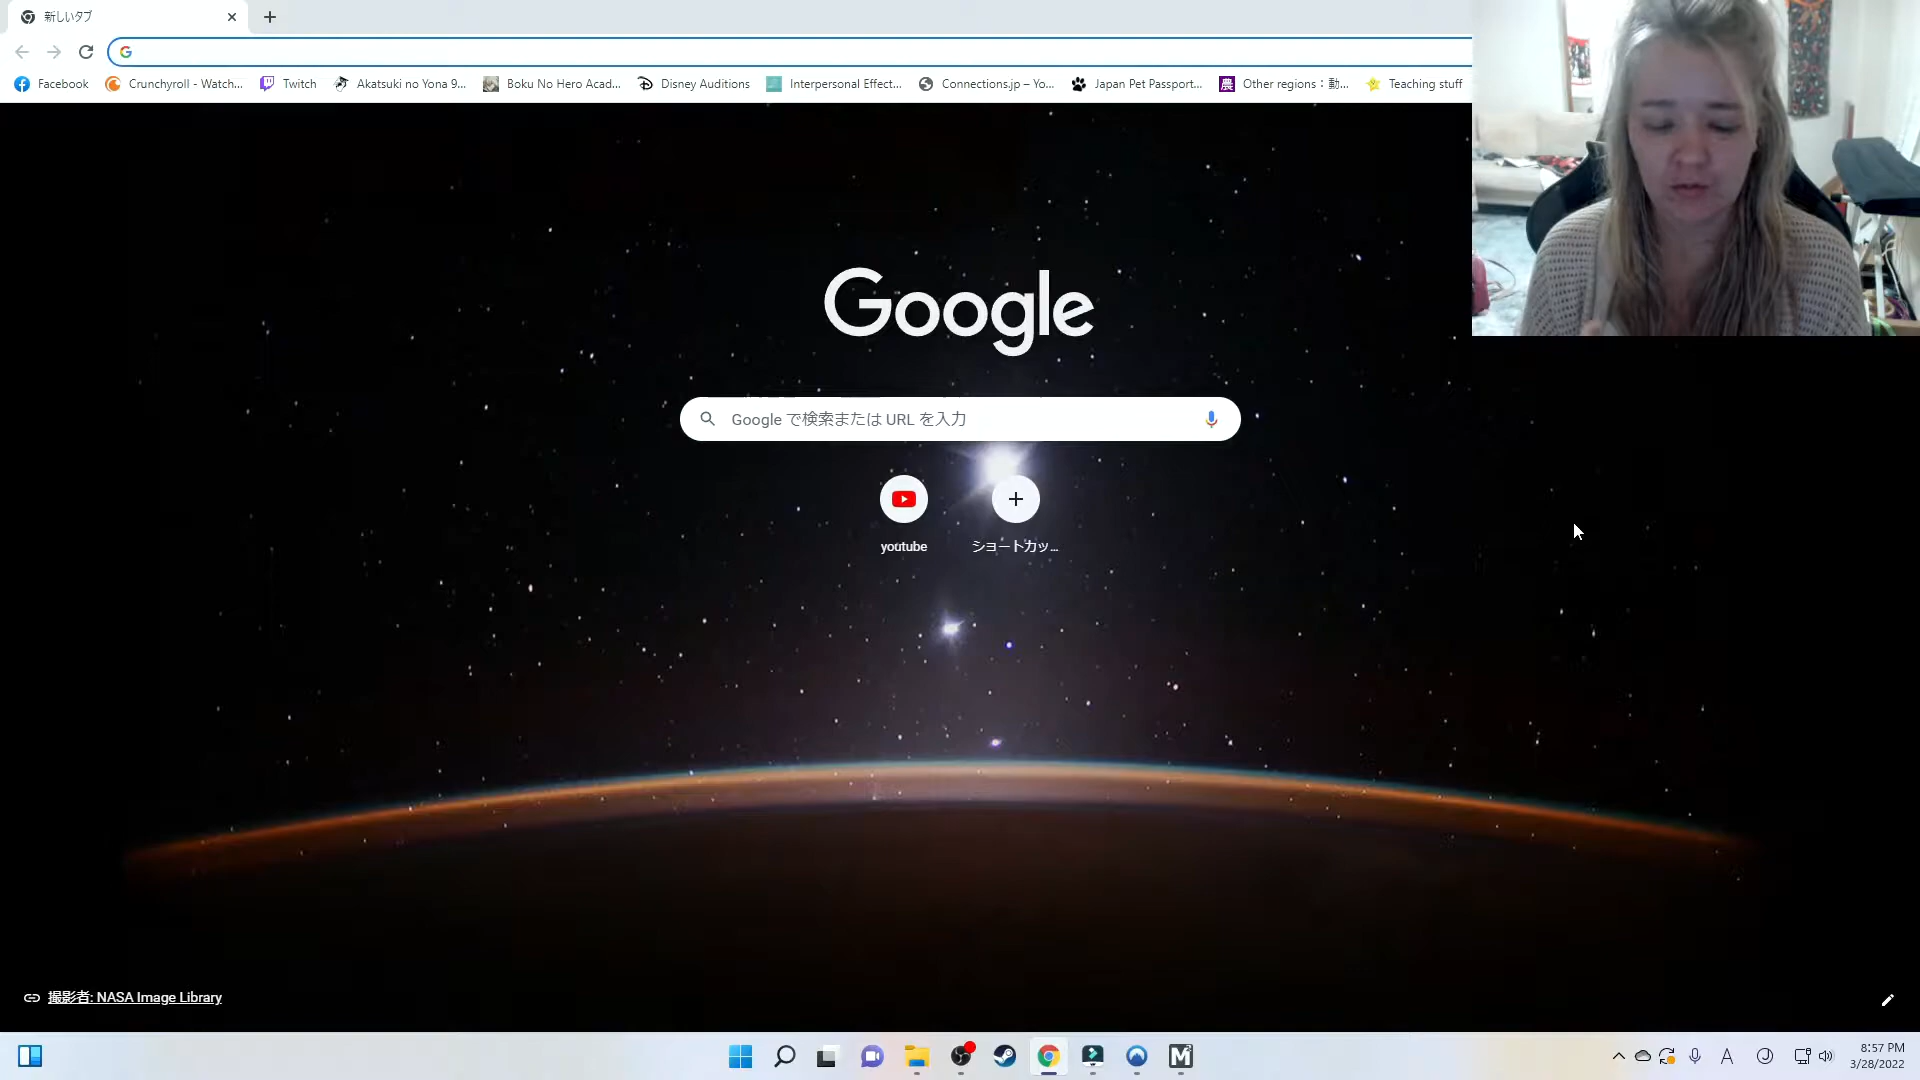 新しいタブ
Facebook
Crunchyroll - Watch...
Twitch
Akatsuki no Yona 9...
Boku No Hero Acad...
Disney Auditions
Interpersonal Effect...
Connections.jp – Yo...
Japan Pet Passport...
農
Other regions：動...
Teaching stuff
Google
Google で検索または URL を入力
youtube
ショートカッ...
撮影者: NASA Image Library
A
8:57 PM
3/28/2022